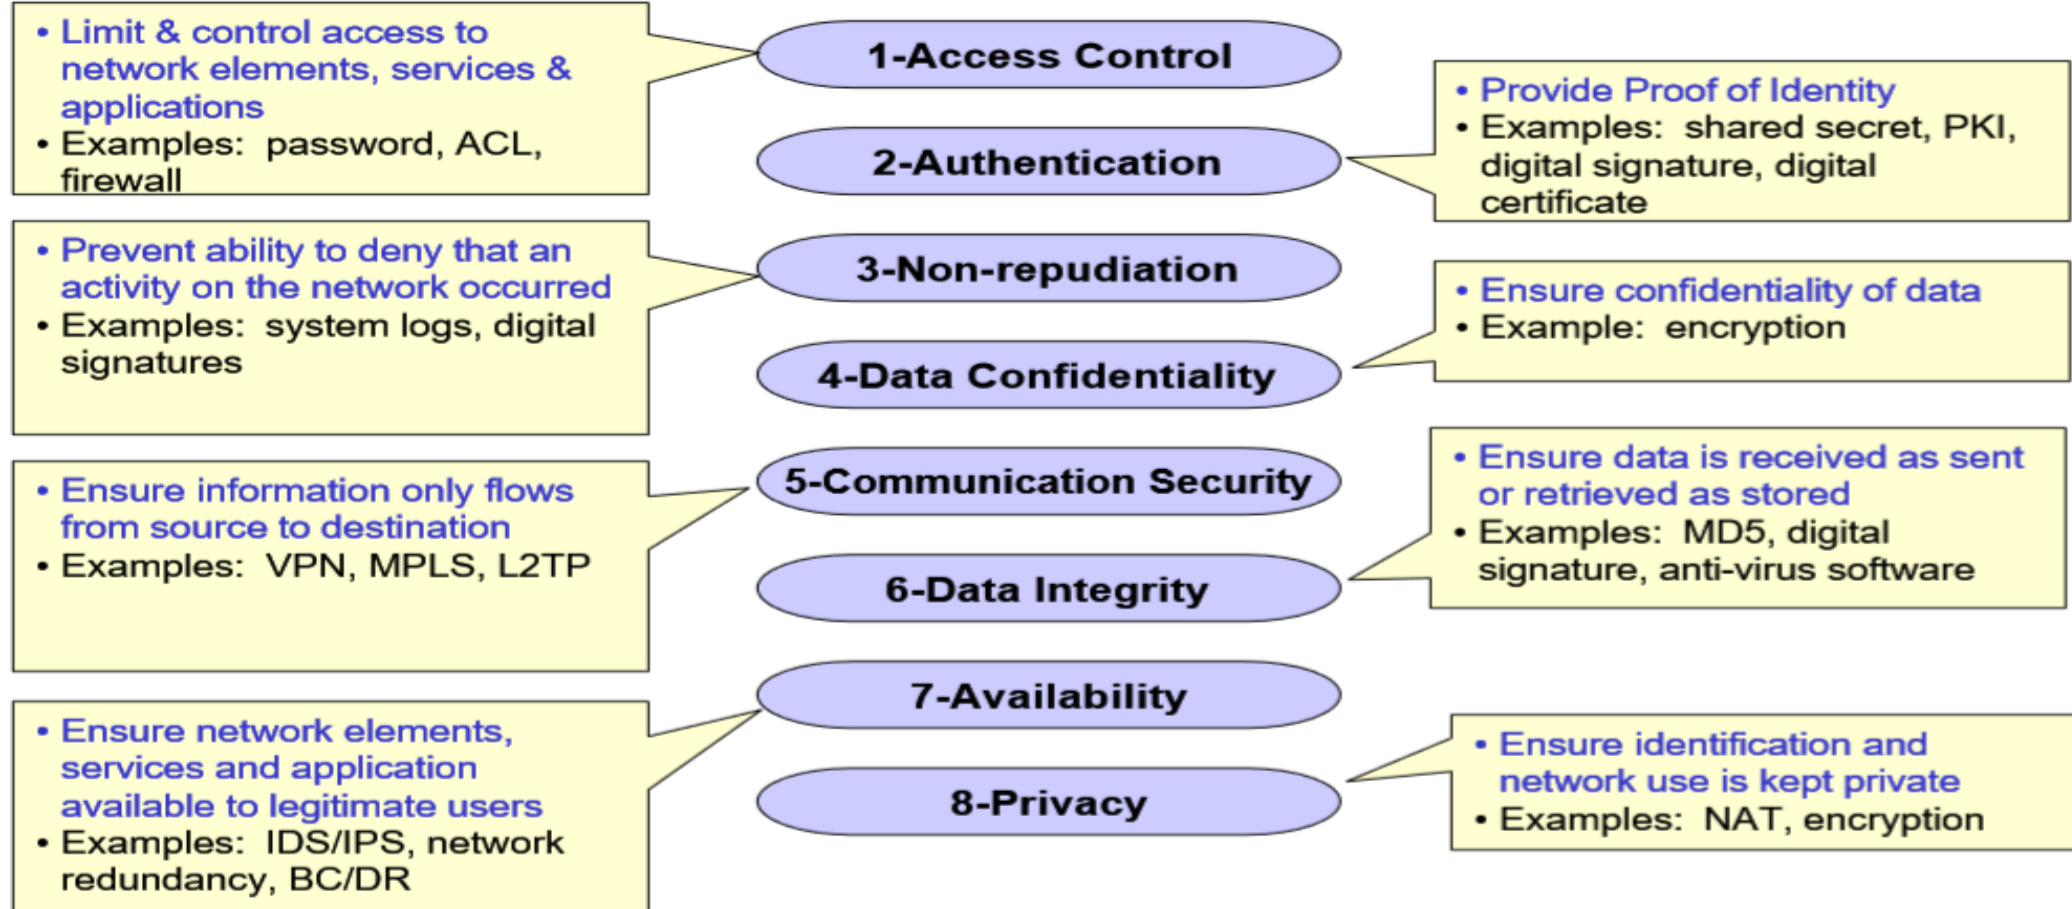 • Limit & control access to
network elements, services &
applications
• Examples:  password, ACL,
firewall
1-Access Control
2-Authentication
• Provide Proof of Identity
• Examples:  shared secret, PKI,
digital signature, digital
certificate
• Prevent ability to deny that an
activity on the network occurred
• Examples:  system logs, digital
signatures
3-Non-repudiation
4-Data Confidentiality
• Ensure confidentiality of data
• Example:  encryption
• Ensure information only flows
from source to destination
• Examples:  VPN, MPLS, L2TP
5-Communication Security
6-Data Integrity
• Ensure data is received as sent
or retrieved as stored
• Examples:  MD5, digital
signature, anti-virus software
• Ensure network elements,
services and application
available to legitimate users
• Examples:  IDS/IPS, network
redundancy, BC/DR
7-Availability
8-Privacy
• Ensure identification and
network use is kept private
• Examples:  NAT, encryption